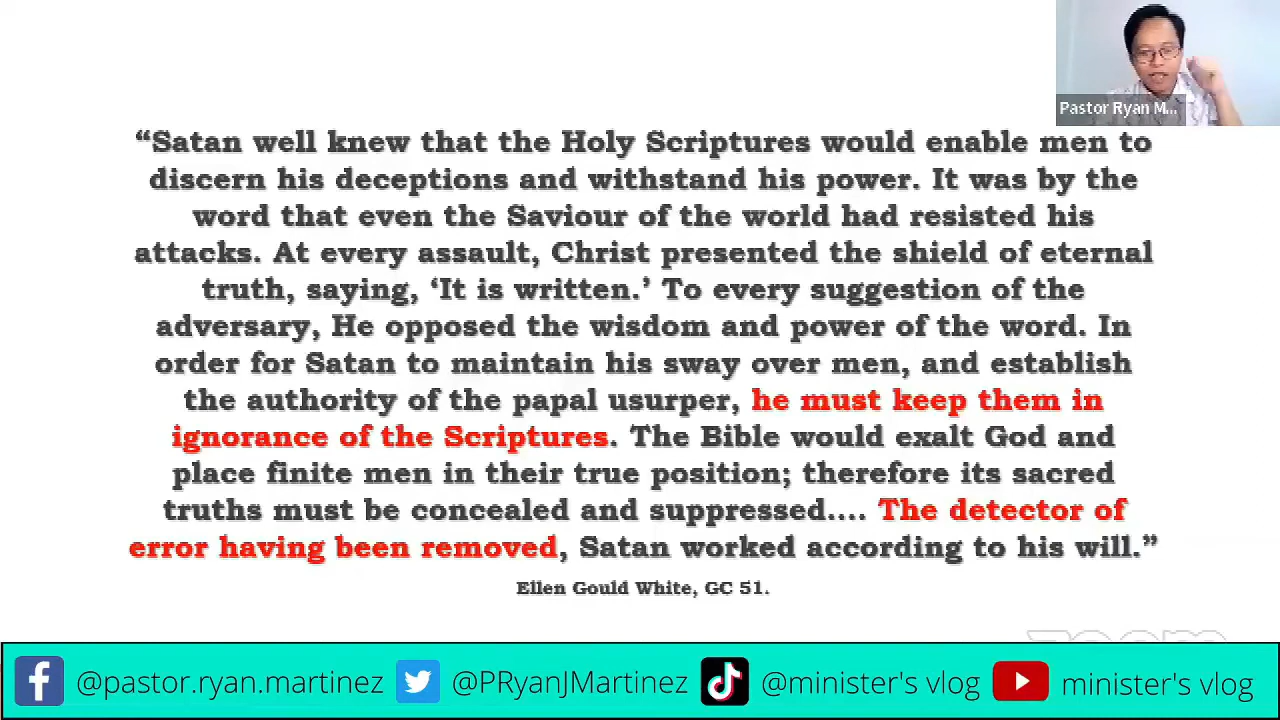 Pastor Ryan M...
“Satan well knew that the Holy Scriptures would enable men to
discern his deceptions and withstand his power. It was by the
word that even the Saviour of the world had resisted his
attacks. At every assault, Christ presented the shield of eternal
truth, saying, ‘It is written.’ To every suggestion of the
adversary, He opposed the wisdom and power of the word. In
order for Satan to maintain his sway over men, and establish
the authority of the papal usurper, he must keep them in
ignorance of the Scriptures. The Bible would exalt God and
place finite men in their true position; therefore its sacred
truths must be concealed and suppressed.... The detector of
error having been removed, Satan worked according to his will.”
Ellen Gould White, GC 51.
zoom
@pastor.ryan.martinez @PRyanJMartinez @minister's vlog minister's vlog